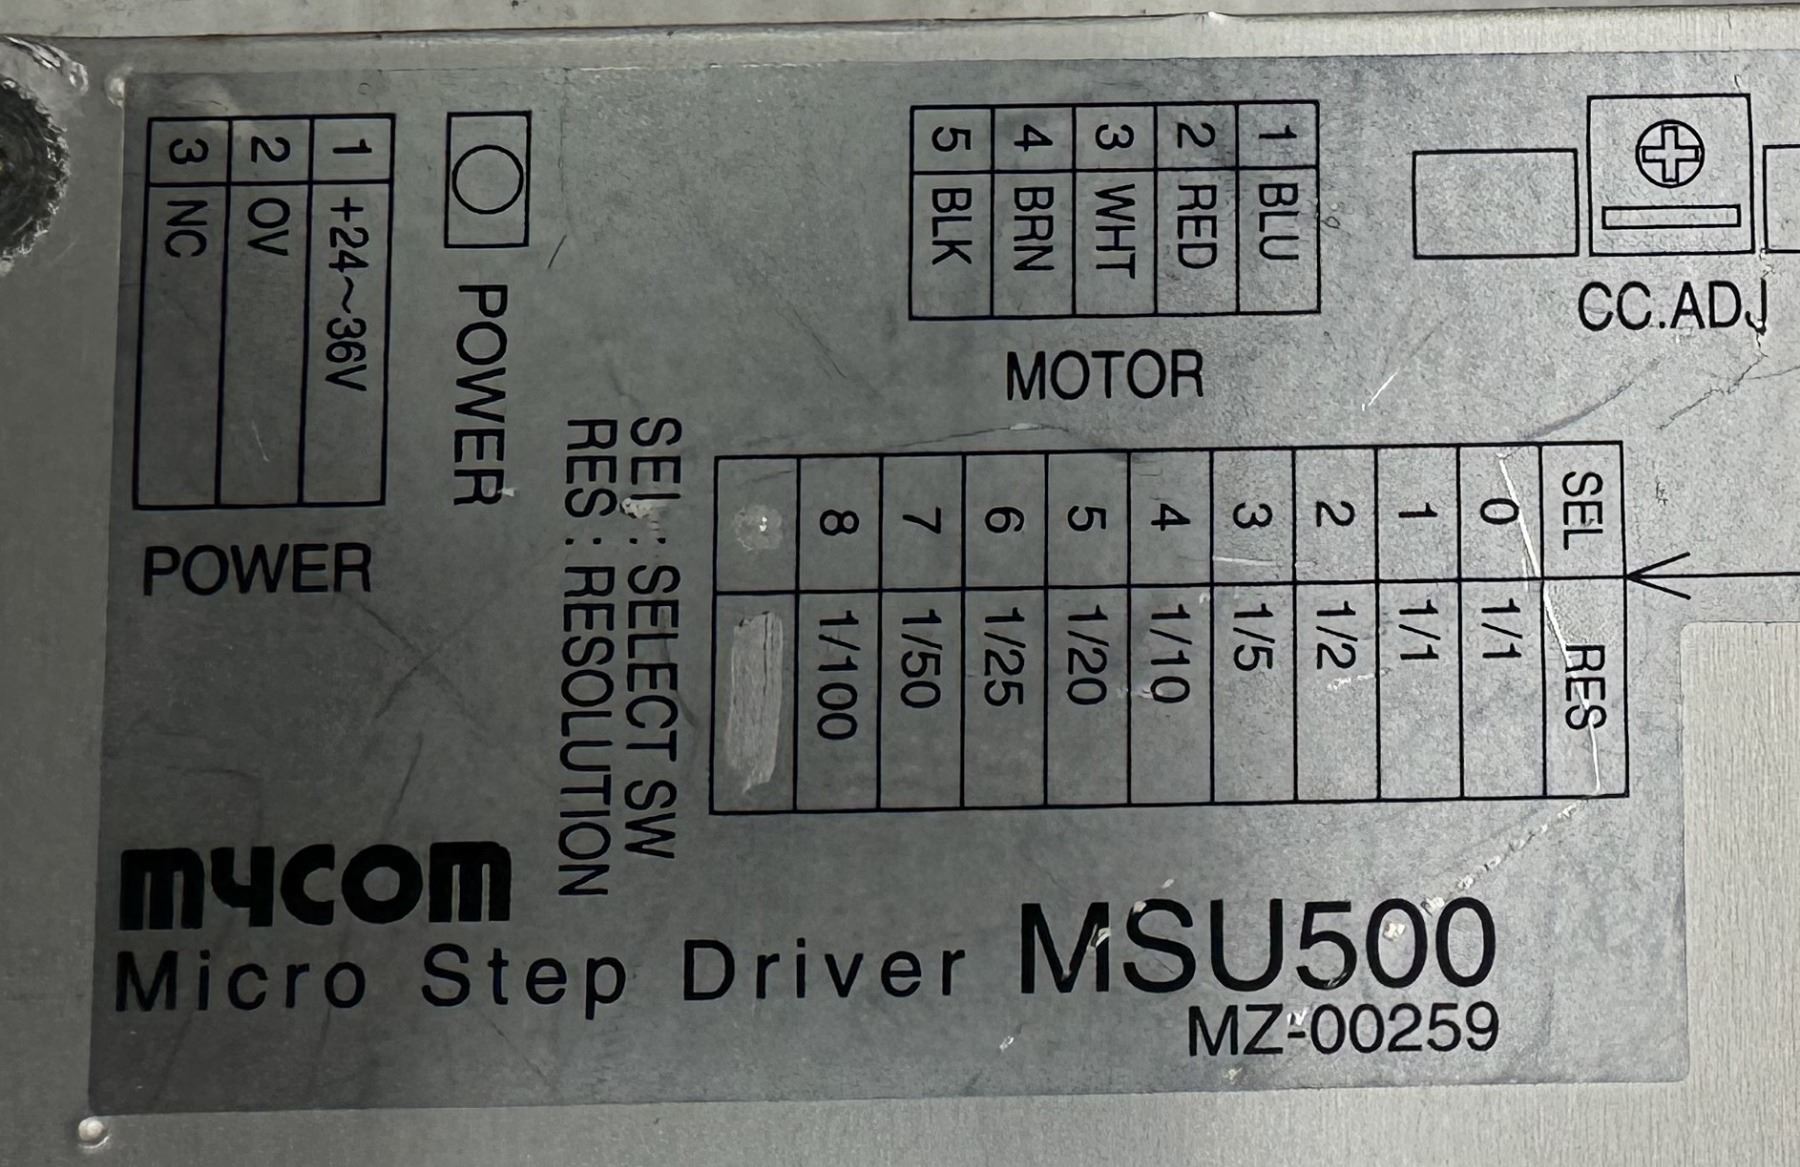 1 +24~36V
2 0V
3 NC
POWER
POWER
1 BLU
2 RED
3 WHT
4 BRN
5 BLK
MOTOR
CC.ADJ
SEL RES
0 1/1
1 1/1
2 1/2
3 1/5
4 1/10
5 1/20
6 1/25
7 1/50
8 1/100
SEL : SELECT SW
RES : RESOLUTION
mycom
Micro Step Driver MSU500
MZ-00259